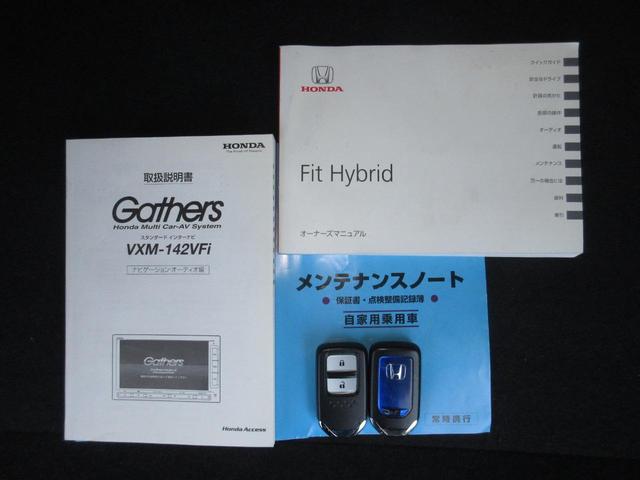 HONDA
Fit Hybrid
オーナーズマニュアル
クイックガイド
安全なドライブ
計器の見かた
各部の操作
オーディオ
運転
メンテナンス
万一の場合には
資料
索引
HONDA
The Power of Dreams
取扱説明書
Gathers
Honda Multi Car-AV System
スタンダード インターナビ
VXM-142VFi
ナビゲーション・オーディオ編
Gathers
Honda Access
メンテナンスノート
●保証書・点検整備記録簿●
自家用乗用車
常時携行